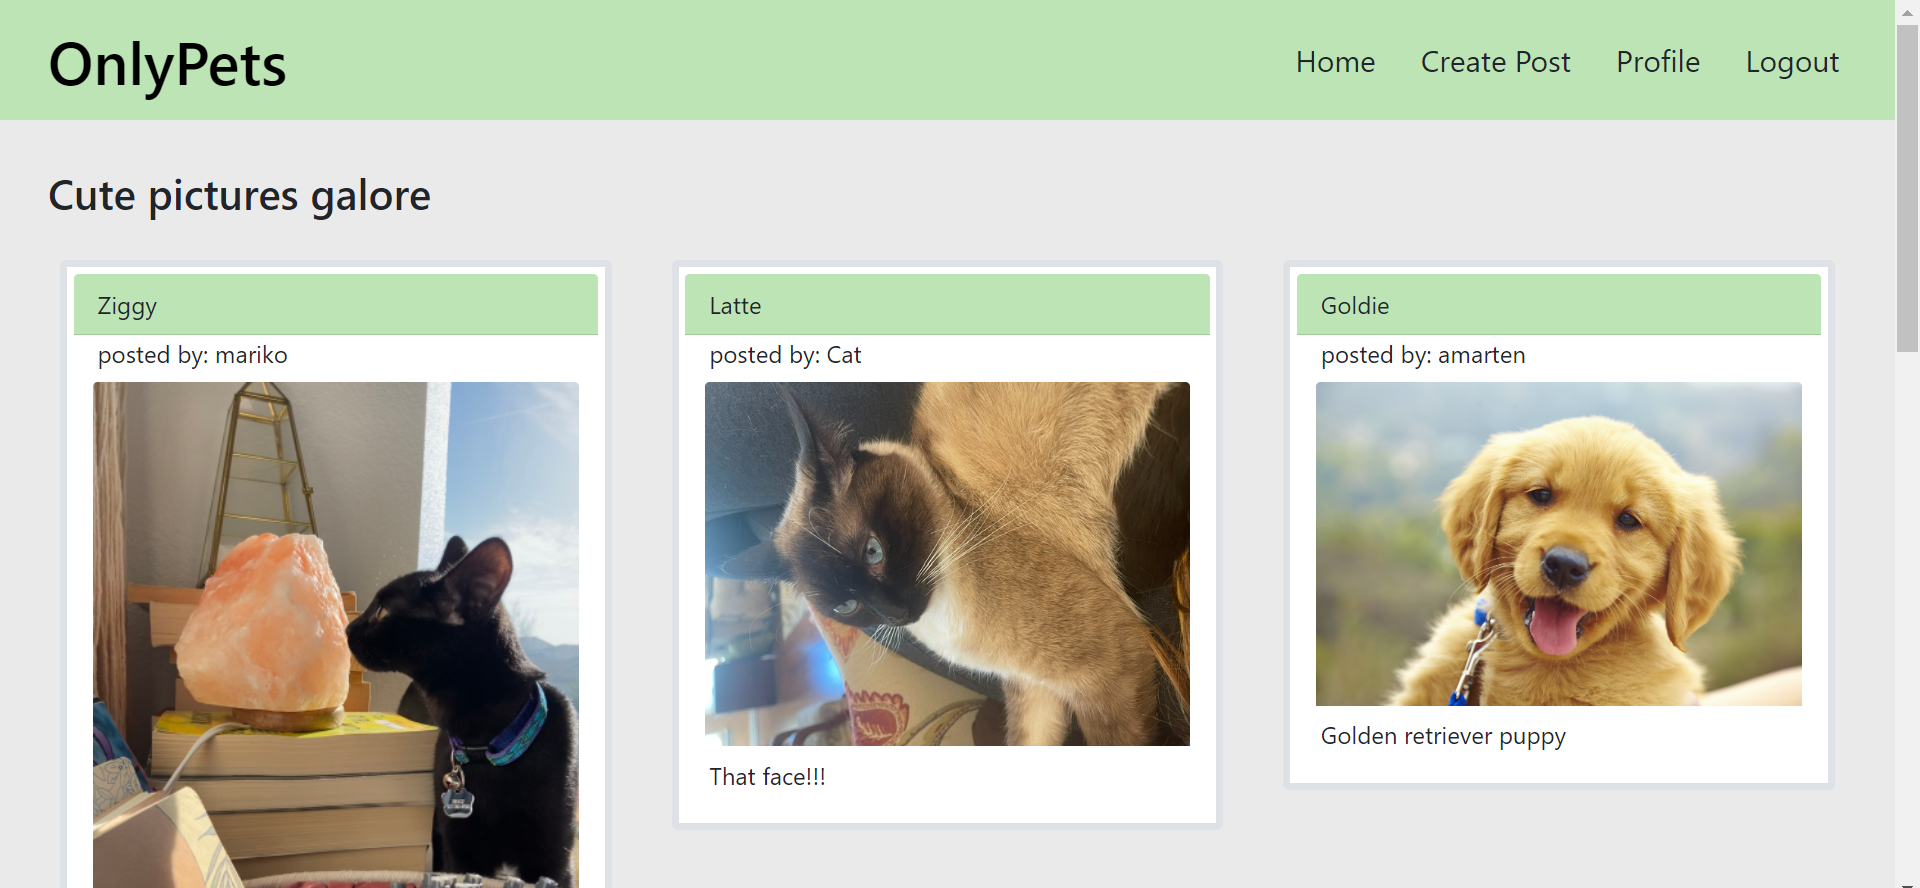 OnlyPets
Home Create Post Profile Logout
Cute pictures galore
Ziggy
posted by: mariko
Latte
posted by: Cat
That face!!!
Goldie
posted by: amarten
Golden retriever puppy